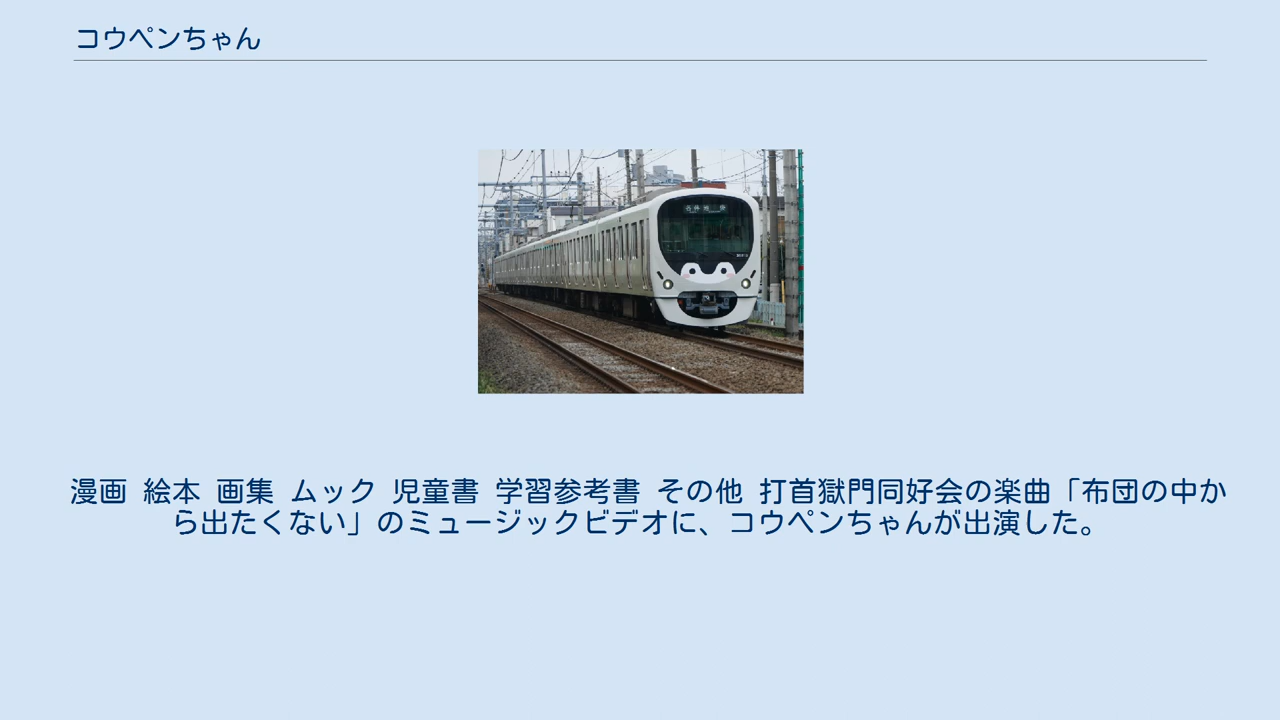 コウペンちゃん
漫画 絵本 画集 ムック 児童書 学習参考書 その他 打首獄門同好会の楽曲「布団の中か
ら出たくない」のミュージックビデオに、コウペンちゃんが出演した。